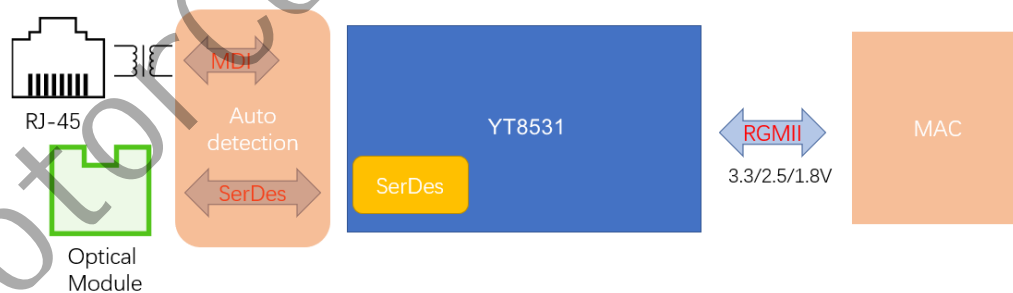 RJ-45
MDI
Auto
detection
SerDes
Optical
Module
YT8531
SerDes
RGMII
3.3/2.5/1.8V
MAC